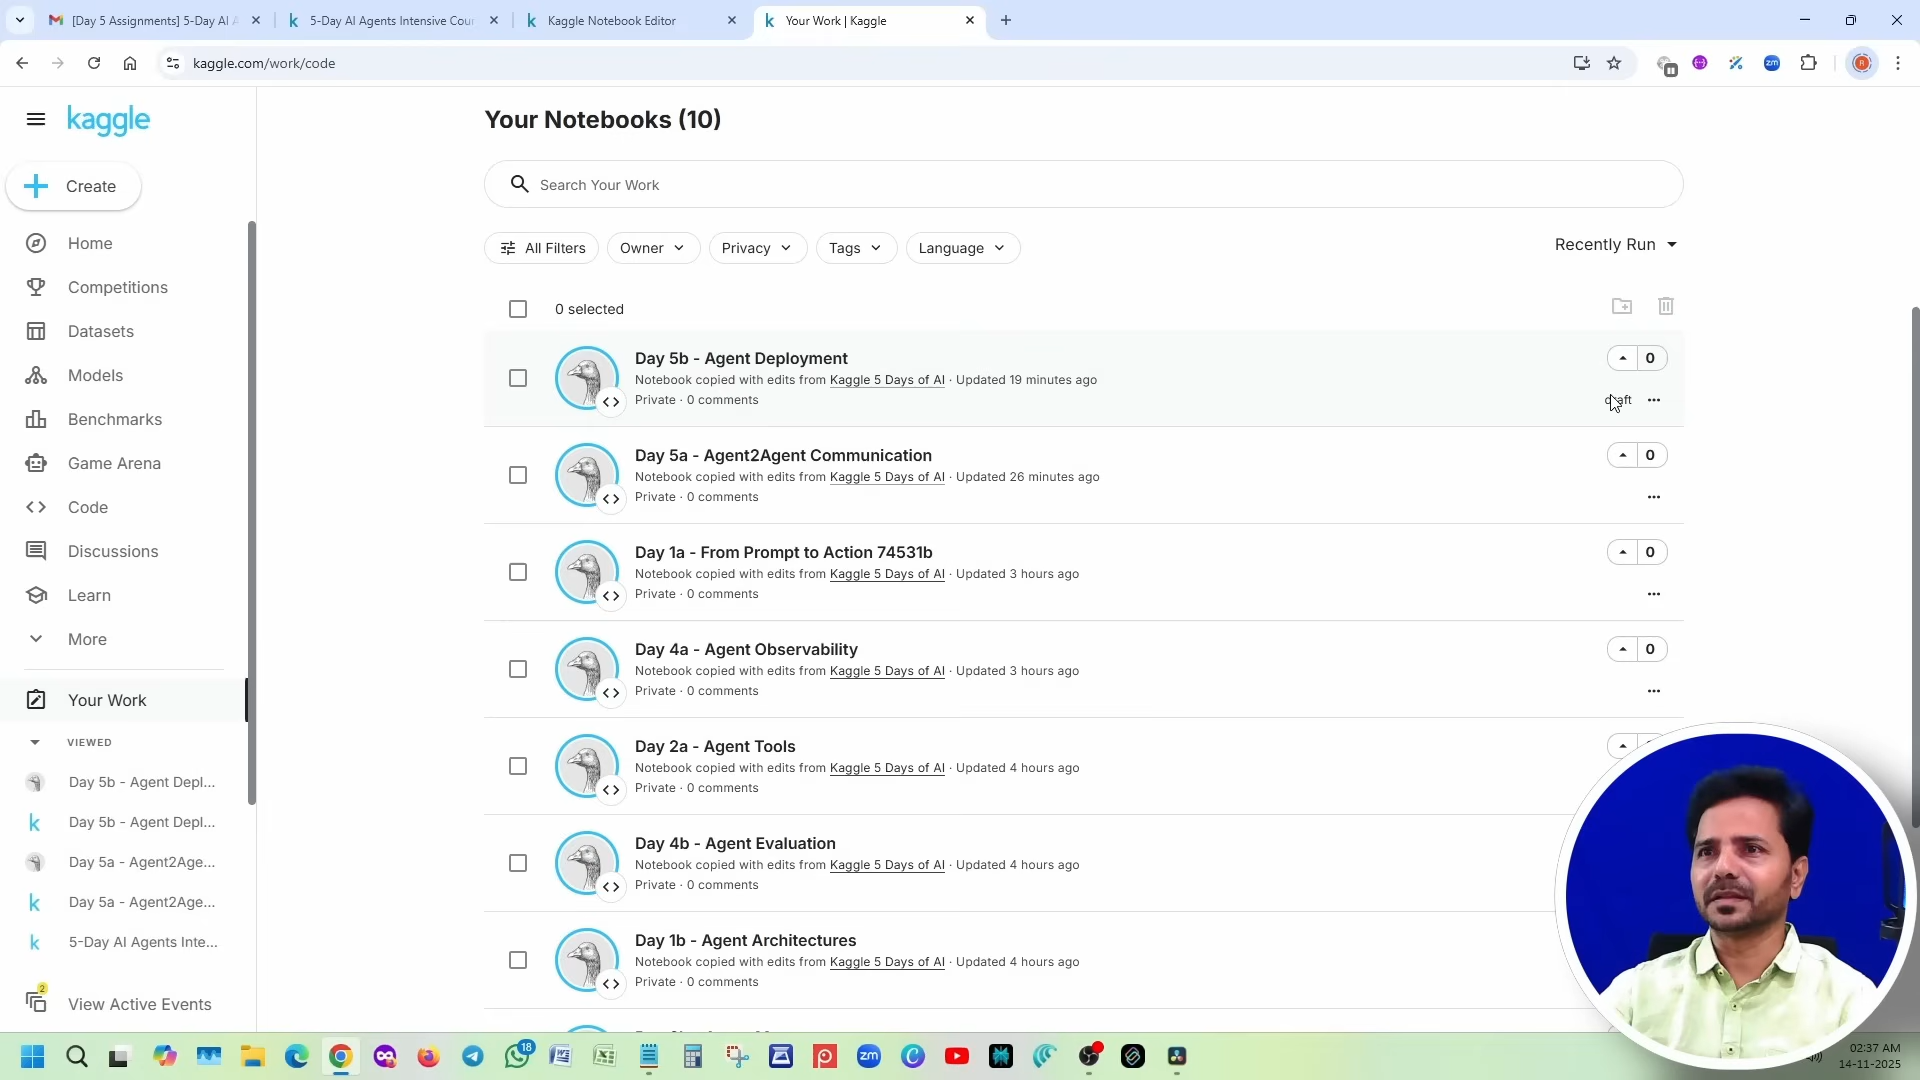 [Day 5 Assignments] 5-Day AI A
5-Day AI Agents Intensive Cour
Kaggle Notebook Editor
Your Work | Kaggle
kaggle.com/work/code
R
zm
kaggle
Create
Home
Competitions
Datasets
Models
Benchmarks
Game Arena
Code
Discussions
Learn
More
Your Work
VIEWED
Day 5b - Agent Depl...
Day 5b - Agent Depl...
Day 5a - Agent2Age...
Day 5a - Agent2Age...
5-Day AI Agents Inte...
2
View Active Events
Your Notebooks (10)
Search Your Work
All Filters
Owner
Privacy
Tags
Language
Recently Run
0 selected
Day 5b - Agent Deployment
Notebook copied with edits from Kaggle 5 Days of AI · Updated 19 minutes ago
Private · 0 comments
0
draft
Day 5a - Agent2Agent Communication
Notebook copied with edits from Kaggle 5 Days of AI · Updated 26 minutes ago
Private · 0 comments
0
Day 1a - From Prompt to Action 74531b
Notebook copied with edits from Kaggle 5 Days of AI · Updated 3 hours ago
Private · 0 comments
0
Day 4a - Agent Observability
Notebook copied with edits from Kaggle 5 Days of AI · Updated 3 hours ago
Private · 0 comments
0
Day 2a - Agent Tools
Notebook copied with edits from Kaggle 5 Days of AI · Updated 4 hours ago
Private · 0 comments
Day 4b - Agent Evaluation
Notebook copied with edits from Kaggle 5 Days of AI · Updated 4 hours ago
Private · 0 comments
Day 1b - Agent Architectures
Notebook copied with edits from Kaggle 5 Days of AI · Updated 4 hours ago
Private · 0 comments
18
zm
02:37 AM
14-11-2025